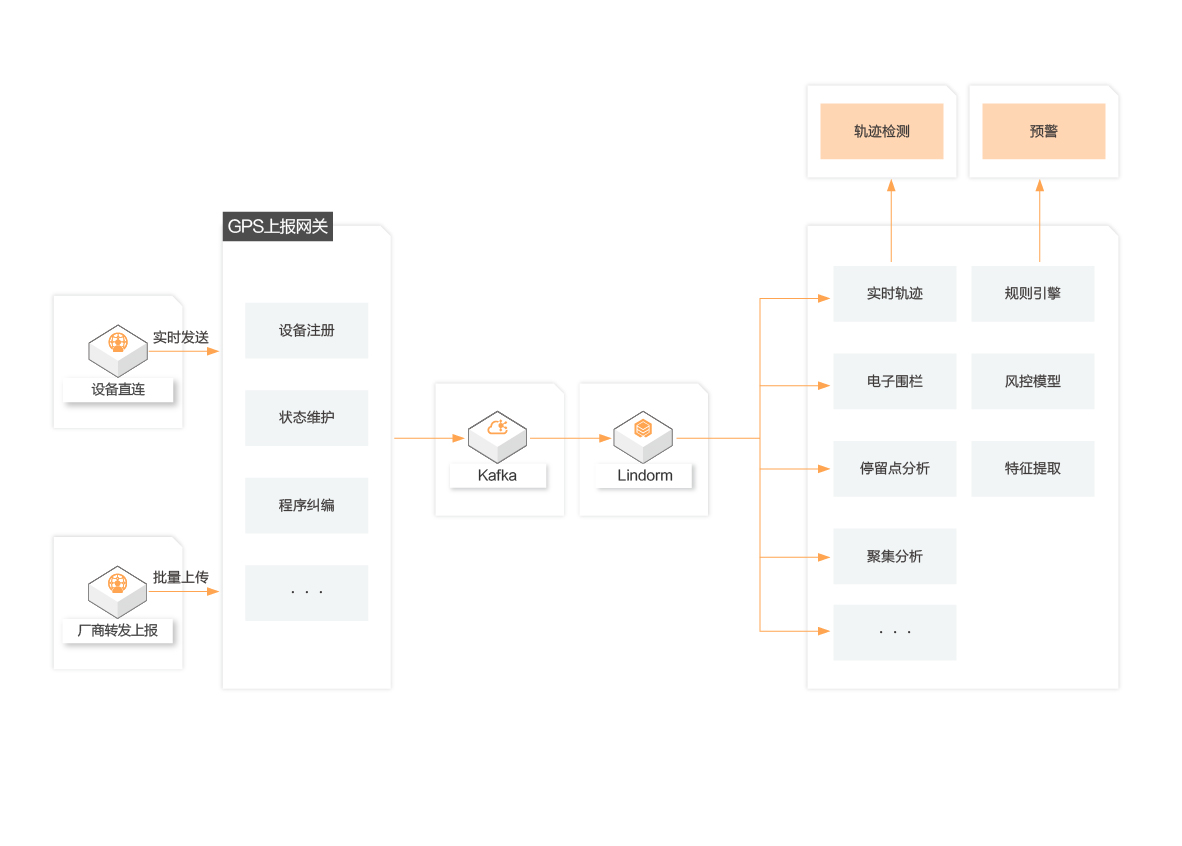 轨迹检测
预警
GPS上报网关
实时轨迹
规则引擎
设备注册
实时发送
设备直连
电子围栏
风控模型
状态维护
停留点分析
特征提取
Kafka
Lindorm
程序纠编
聚集分析
批量上传
厂商转发上报
· · ·
· · ·